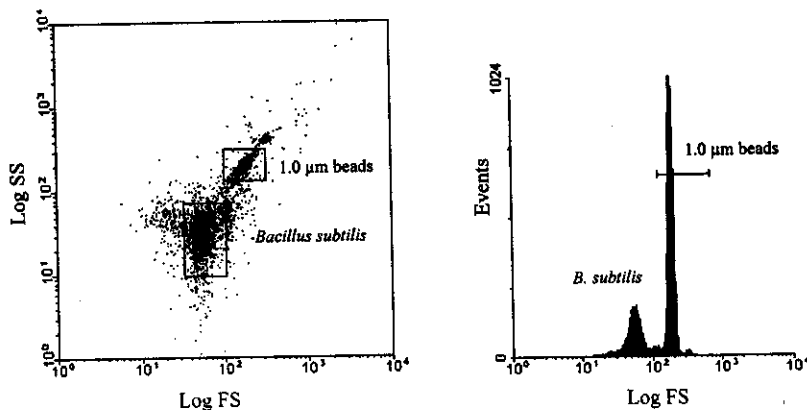 10⁴
10³
10²
10¹
10⁰
Log SS
1.0 µm beads
Bacillus subtilis
10⁰ 10¹ 10² 10³ 10⁴
Log FS
1024
0
Events
1.0 µm beads
B. subtilis
10⁰ 10¹ 10² 10³ 10⁴
Log FS